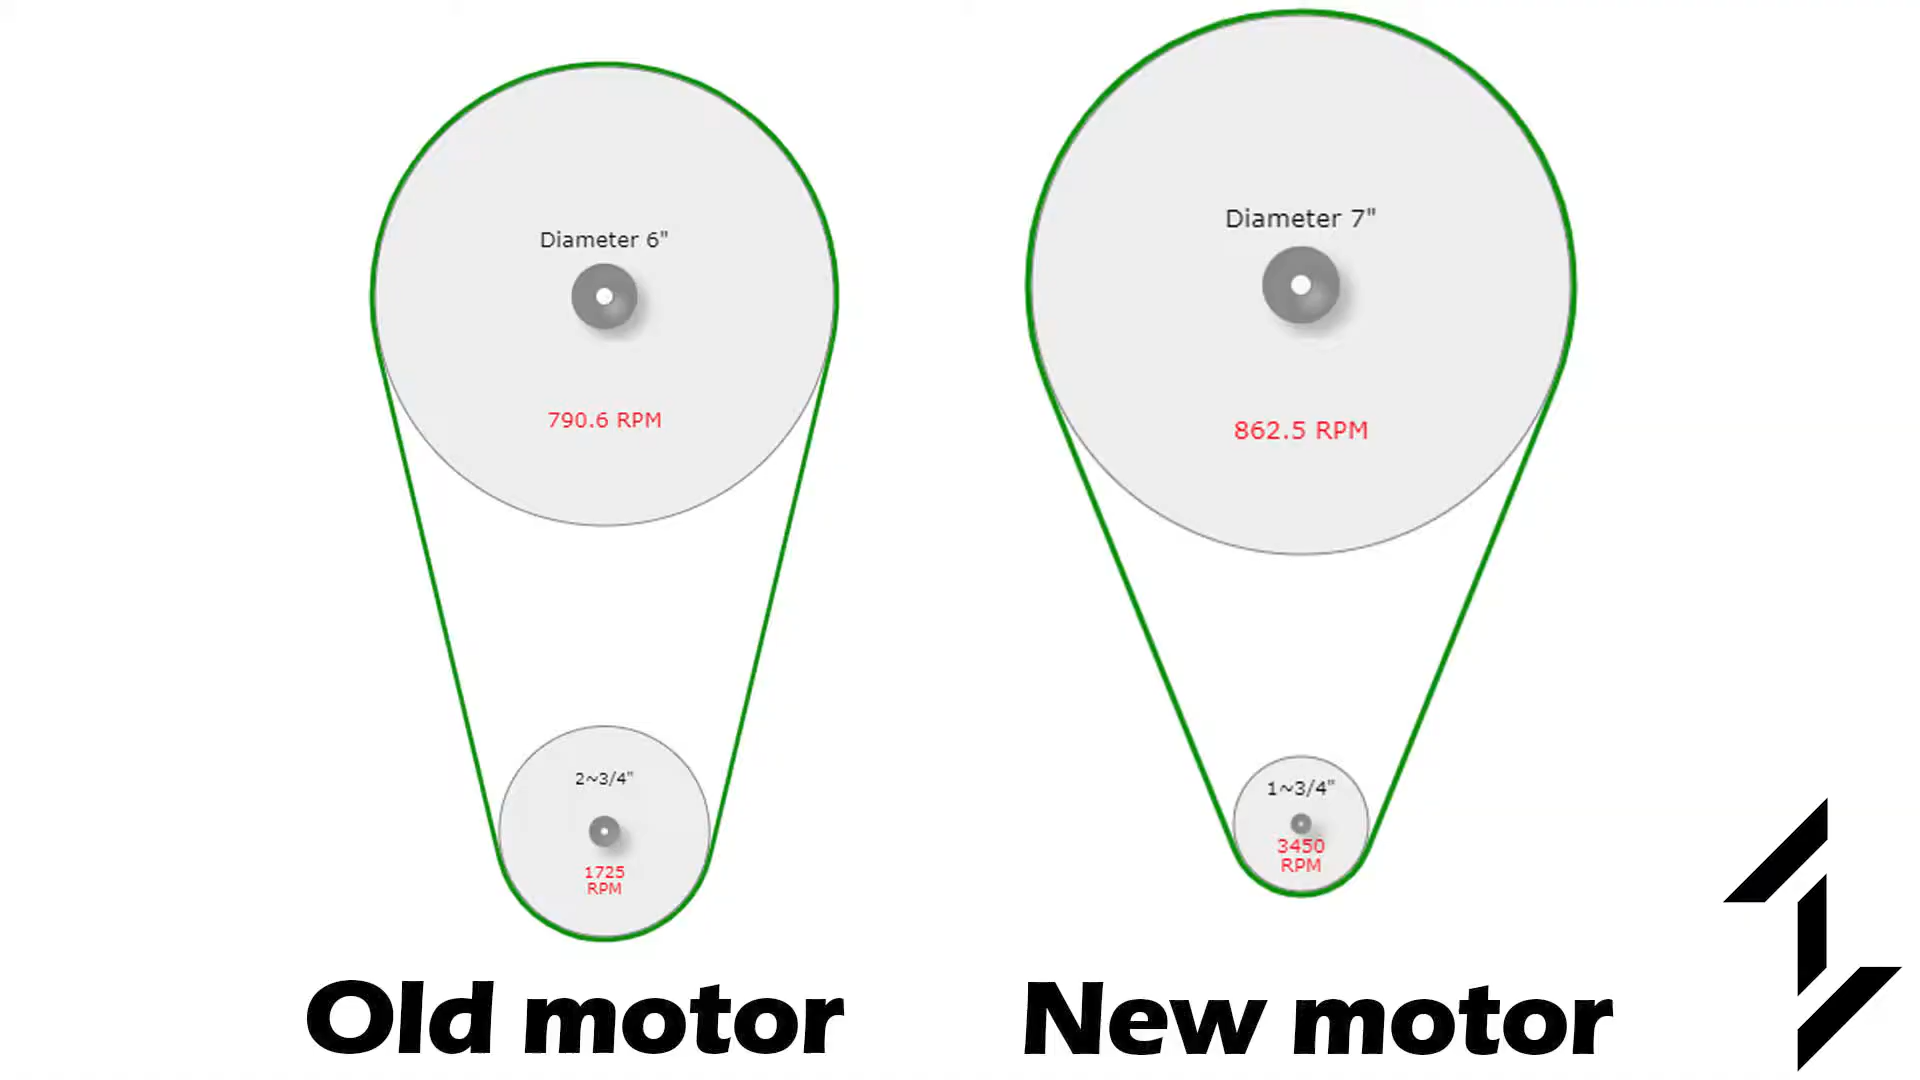 Diameter 6"
790.6 RPM
2~3/4"
1725
RPM
Old motor
Diameter 7"
862.5 RPM
1~3/4"
3450
RPM
New motor